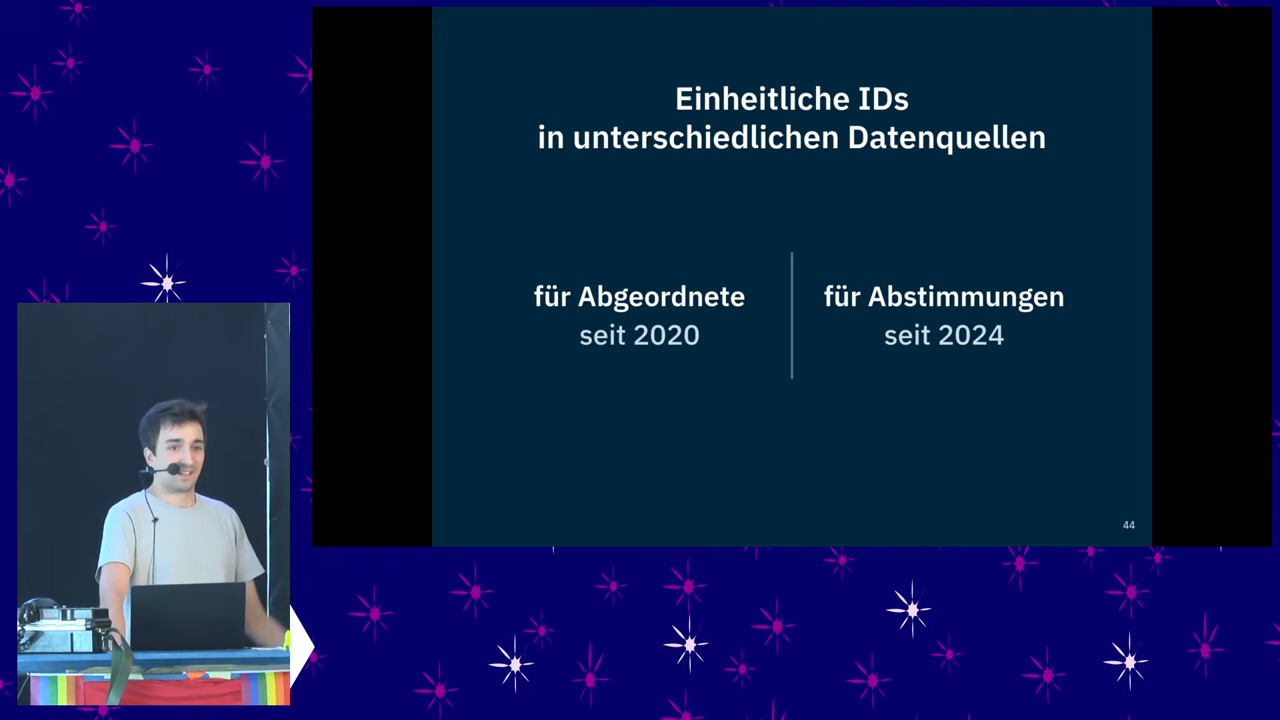 Einheitliche IDs
in unterschiedlichen Datenquellen
für Abgeordnete
seit 2020
für Abstimmungen
seit 2024
44